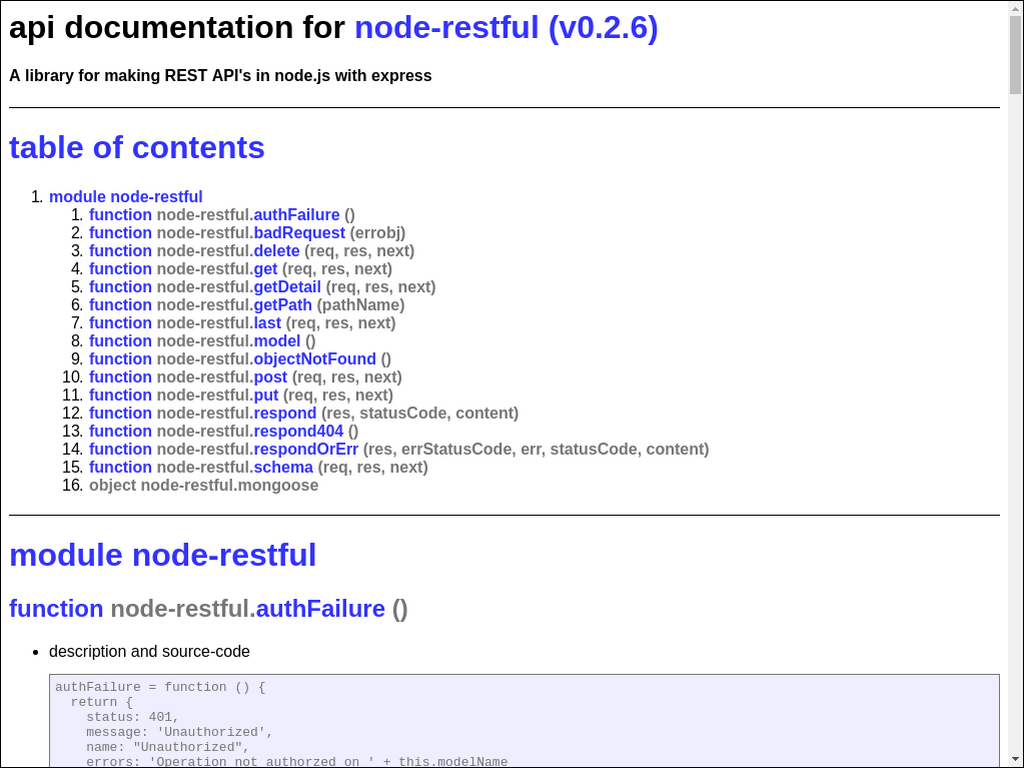 api documentation for node-restful (v0.2.6)
A library for making REST API's in node.js with express
table of contents
1. module node-restful
1. function node-restful.authFailure ()
2. function node-restful.badRequest (errobj)
3. function node-restful.delete (req, res, next)
4. function node-restful.get (req, res, next)
5. function node-restful.getDetail (req, res, next)
6. function node-restful.getPath (pathName)
7. function node-restful.last (req, res, next)
8. function node-restful.model ()
9. function node-restful.objectNotFound ()
10. function node-restful.post (req, res, next)
11. function node-restful.put (req, res, next)
12. function node-restful.respond (res, statusCode, content)
13. function node-restful.respond404 ()
14. function node-restful.respondOrErr (res, errStatusCode, err, statusCode, content)
15. function node-restful.schema (req, res, next)
16. object node-restful.mongoose
module node-restful
function node-restful.authFailure ()
• description and source-code
authFailure = function () {
  return {
    status: 401,
    message: 'Unauthorized',
    name: "Unauthorized",
    errors: 'Operation not authorzed on ' + this.modelName